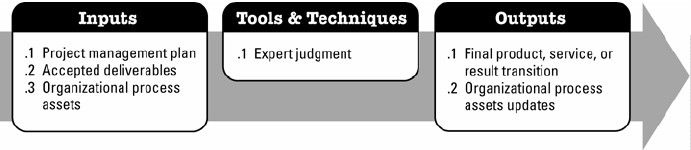 Inputs
.1 Project management plan
.2 Accepted deliverables
.3 Organizational process
assets
Tools & Techniques
.1 Expert judgment
Outputs
.1 Final product, service, or
result transition
.2 Organizational process
assets updates